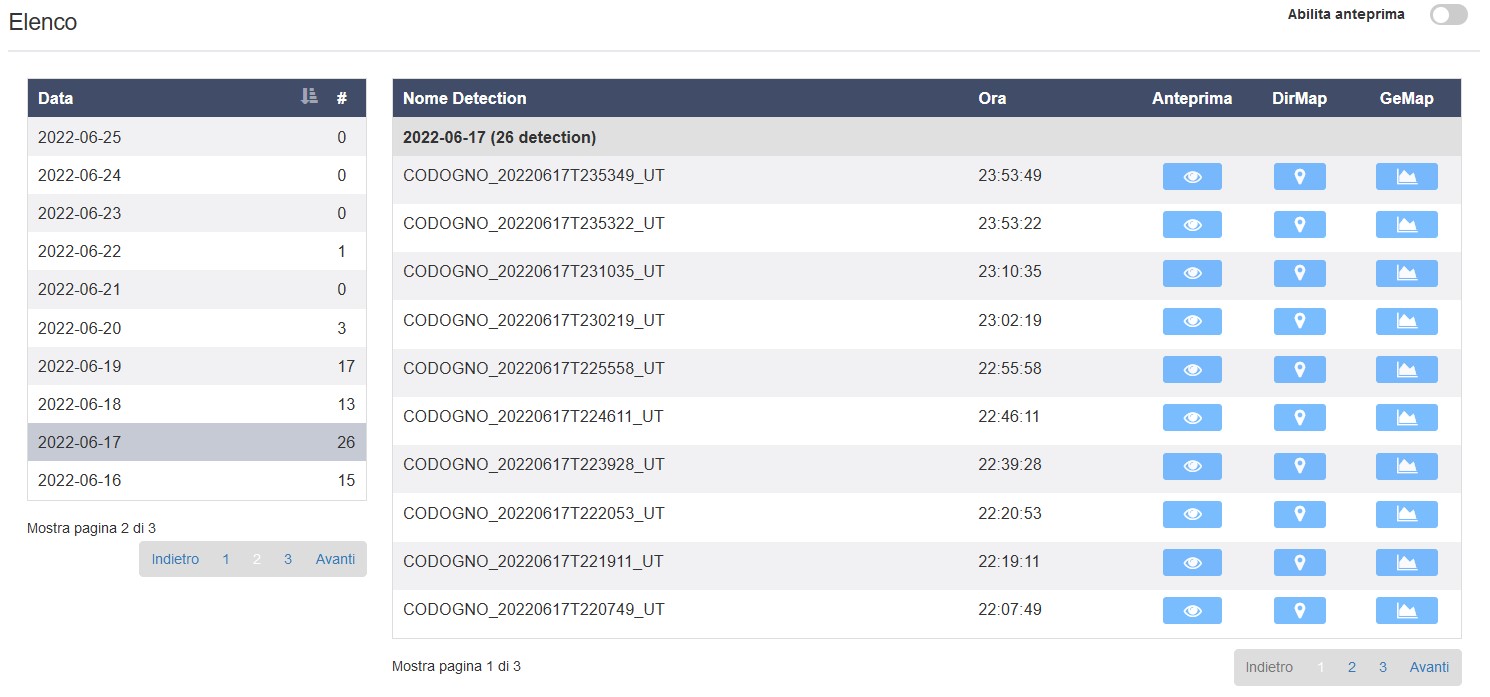 Elenco
Abilita anteprima
Data #
2022-06-25 0
2022-06-24 0
2022-06-23 0
2022-06-22 1
2022-06-21 0
2022-06-20 3
2022-06-19 17
2022-06-18 13
2022-06-17 26
2022-06-16 15
Mostra pagina 2 di 3
Indietro 1 2 3 Avanti
Nome Detection Ora Anteprima DirMap GeMap
2022-06-17 (26 detection)
CODOGNO_20220617T235349_UT 23:53:49
CODOGNO_20220617T235322_UT 23:53:22
CODOGNO_20220617T231035_UT 23:10:35
CODOGNO_20220617T230219_UT 23:02:19
CODOGNO_20220617T225558_UT 22:55:58
CODOGNO_20220617T224611_UT 22:46:11
CODOGNO_20220617T223928_UT 22:39:28
CODOGNO_20220617T222053_UT 22:20:53
CODOGNO_20220617T221911_UT 22:19:11
CODOGNO_20220617T220749_UT 22:07:49
Mostra pagina 1 di 3
Indietro 1 2 3 Avanti